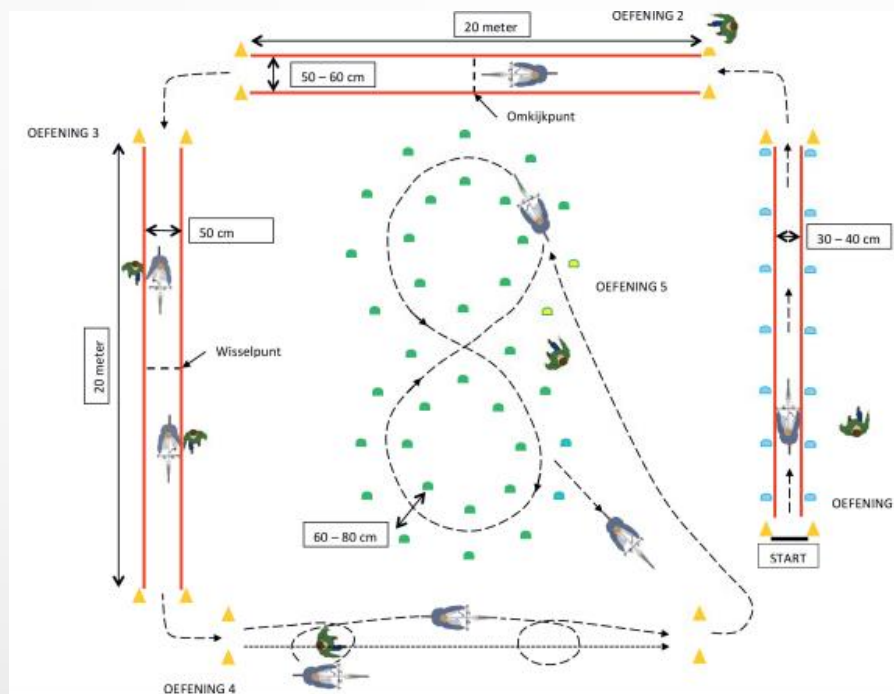 OEFENING 2
20 meter
50 – 60 cm
Omkijkpunt
OEFENING 3
50 cm
30 – 40 cm
OEFENING 5
Wisselpunt
20 meter
OEFENING
60 – 80 cm
START
OEFENING 4